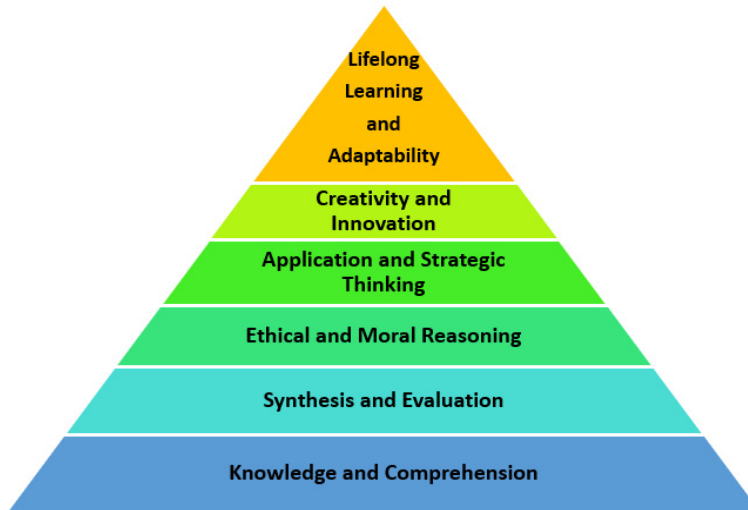 Lifelong
Learning
and
Adaptability
Creativity and
Innovation
Application and Strategic
Thinking
Ethical and Moral Reasoning
Synthesis and Evaluation
Knowledge and Comprehension